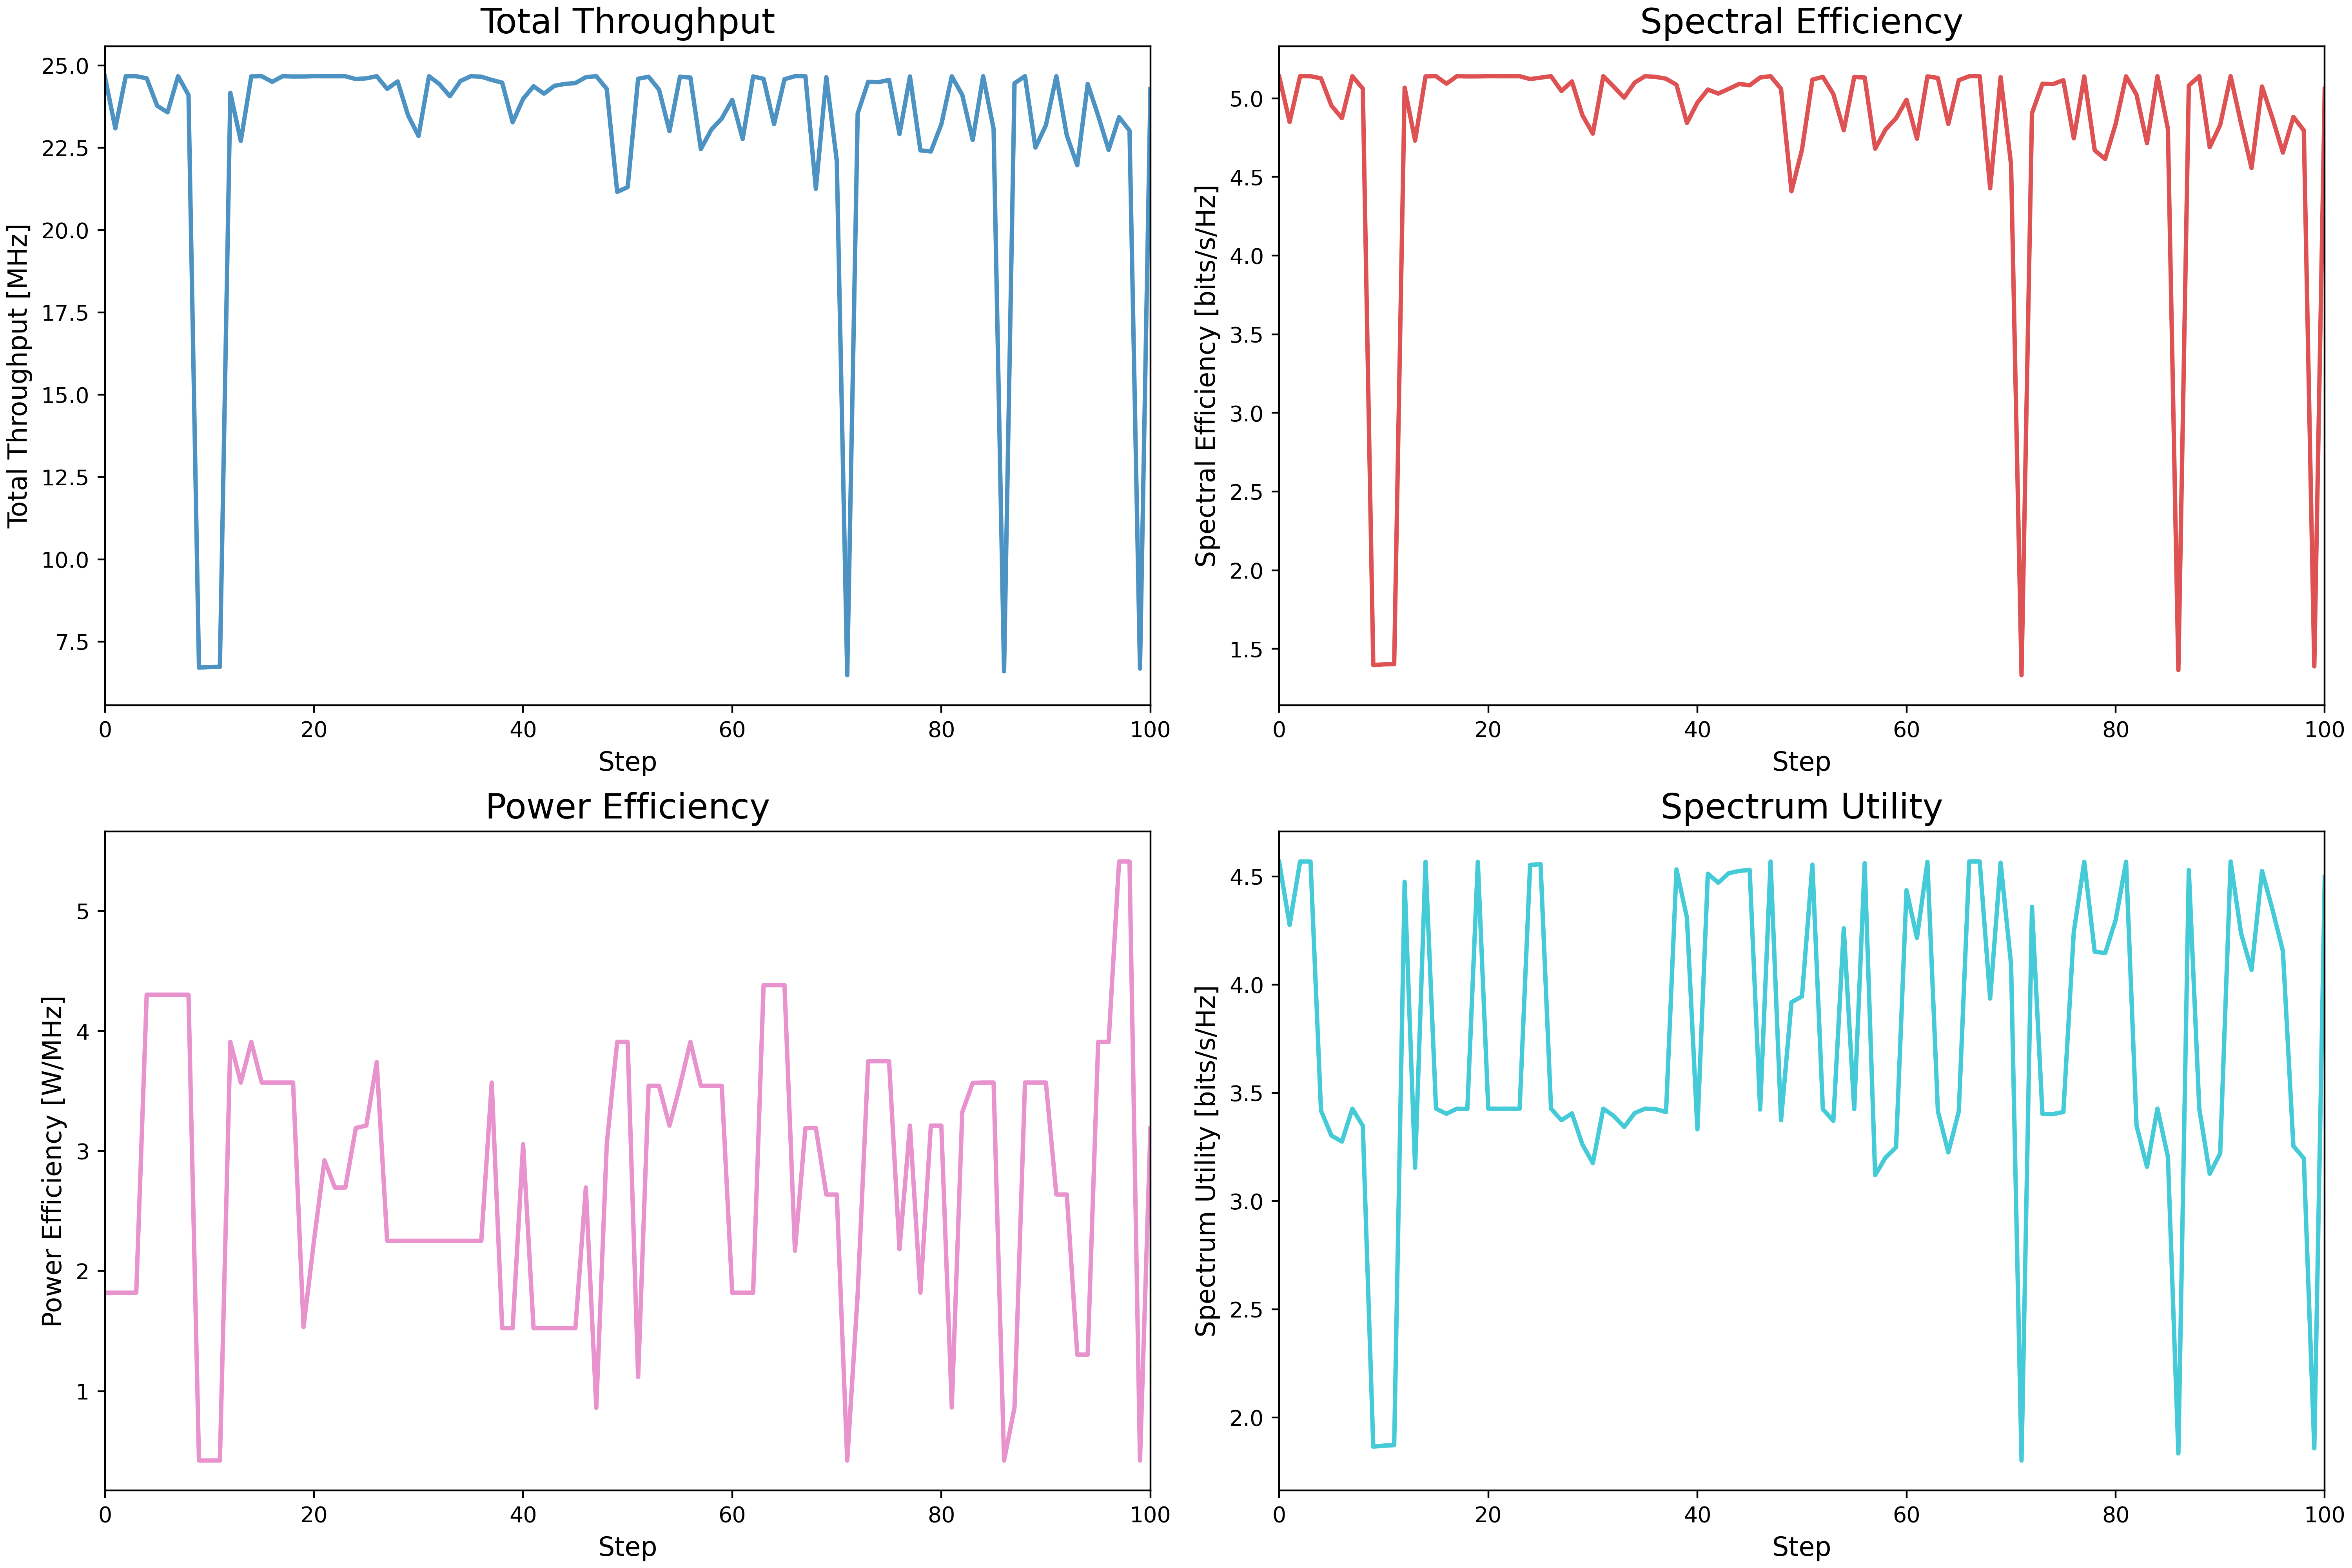 Total Throughput
Total Throughput [MHz]
25.0
22.5
20.0
17.5
15.0
12.5
10.0
7.5
0 20 40 60 80 100
Step
Spectral Efficiency
Spectral Efficiency [bits/s/Hz]
5.0
4.5
4.0
3.5
3.0
2.5
2.0
1.5
0 20 40 60 80 100
Step
Power Efficiency
Power Efficiency [W/MHz]
5
4
3
2
1
0 20 40 60 80 100
Step
Spectrum Utility
Spectrum Utility [bits/s/Hz]
4.5
4.0
3.5
3.0
2.5
2.0
0 20 40 60 80 100
Step